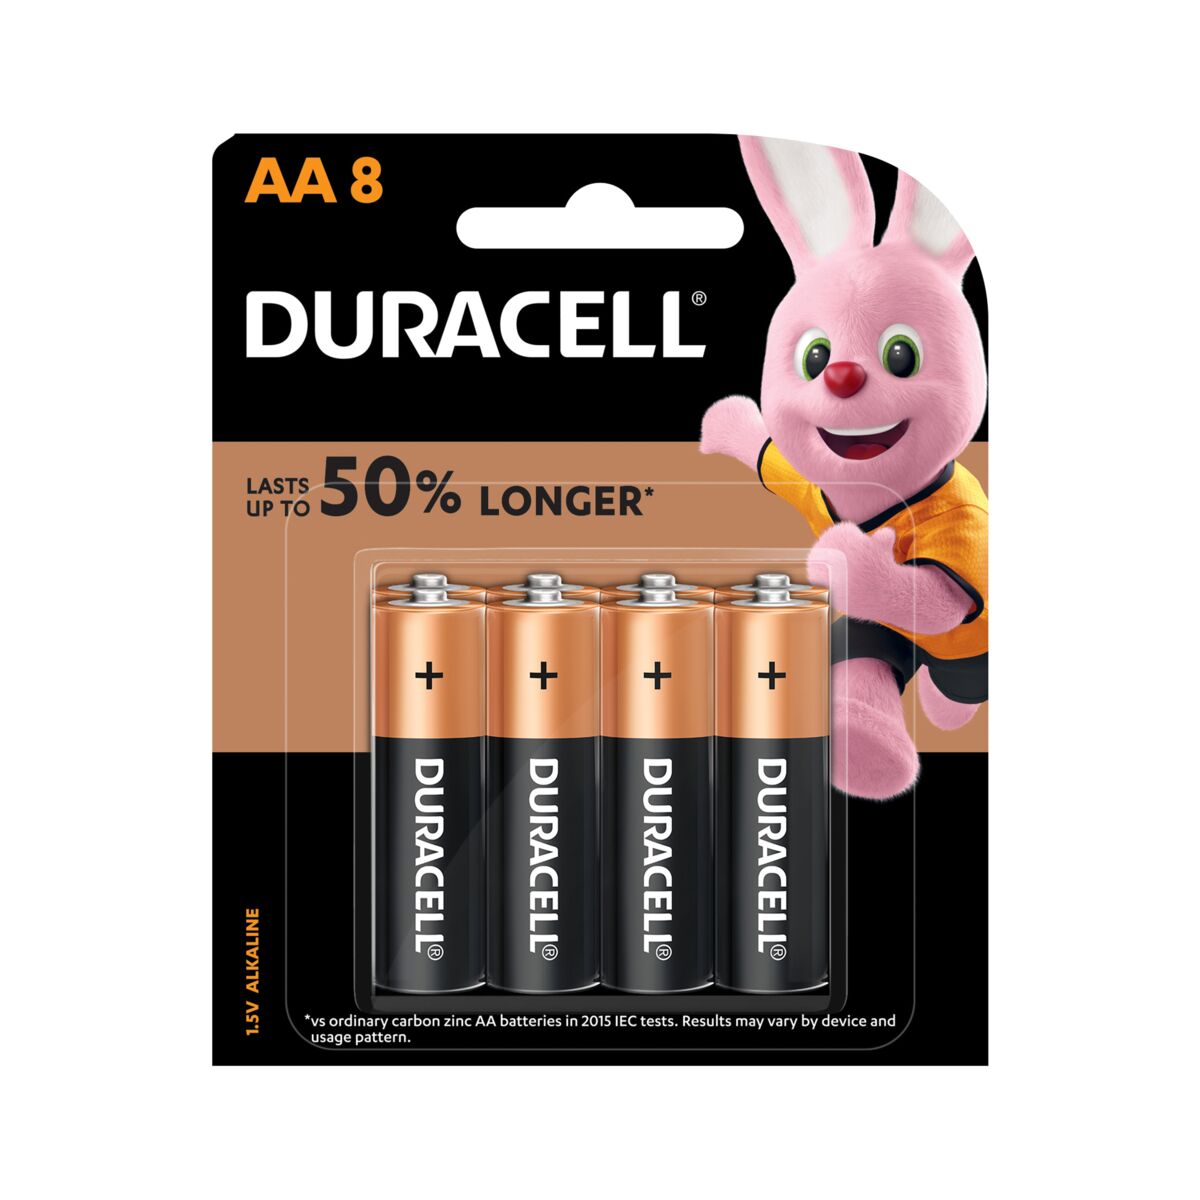 AA 8
DURACELL®
LASTS
UP TO 50% LONGER*
+ + + +
DURACELL®
DURACELL®
DURACELL®
DURACELL®
1.5V ALKALINE
*vs ordinary carbon zinc AA batteries in 2015 IEC tests. Results may vary by device and
usage pattern.